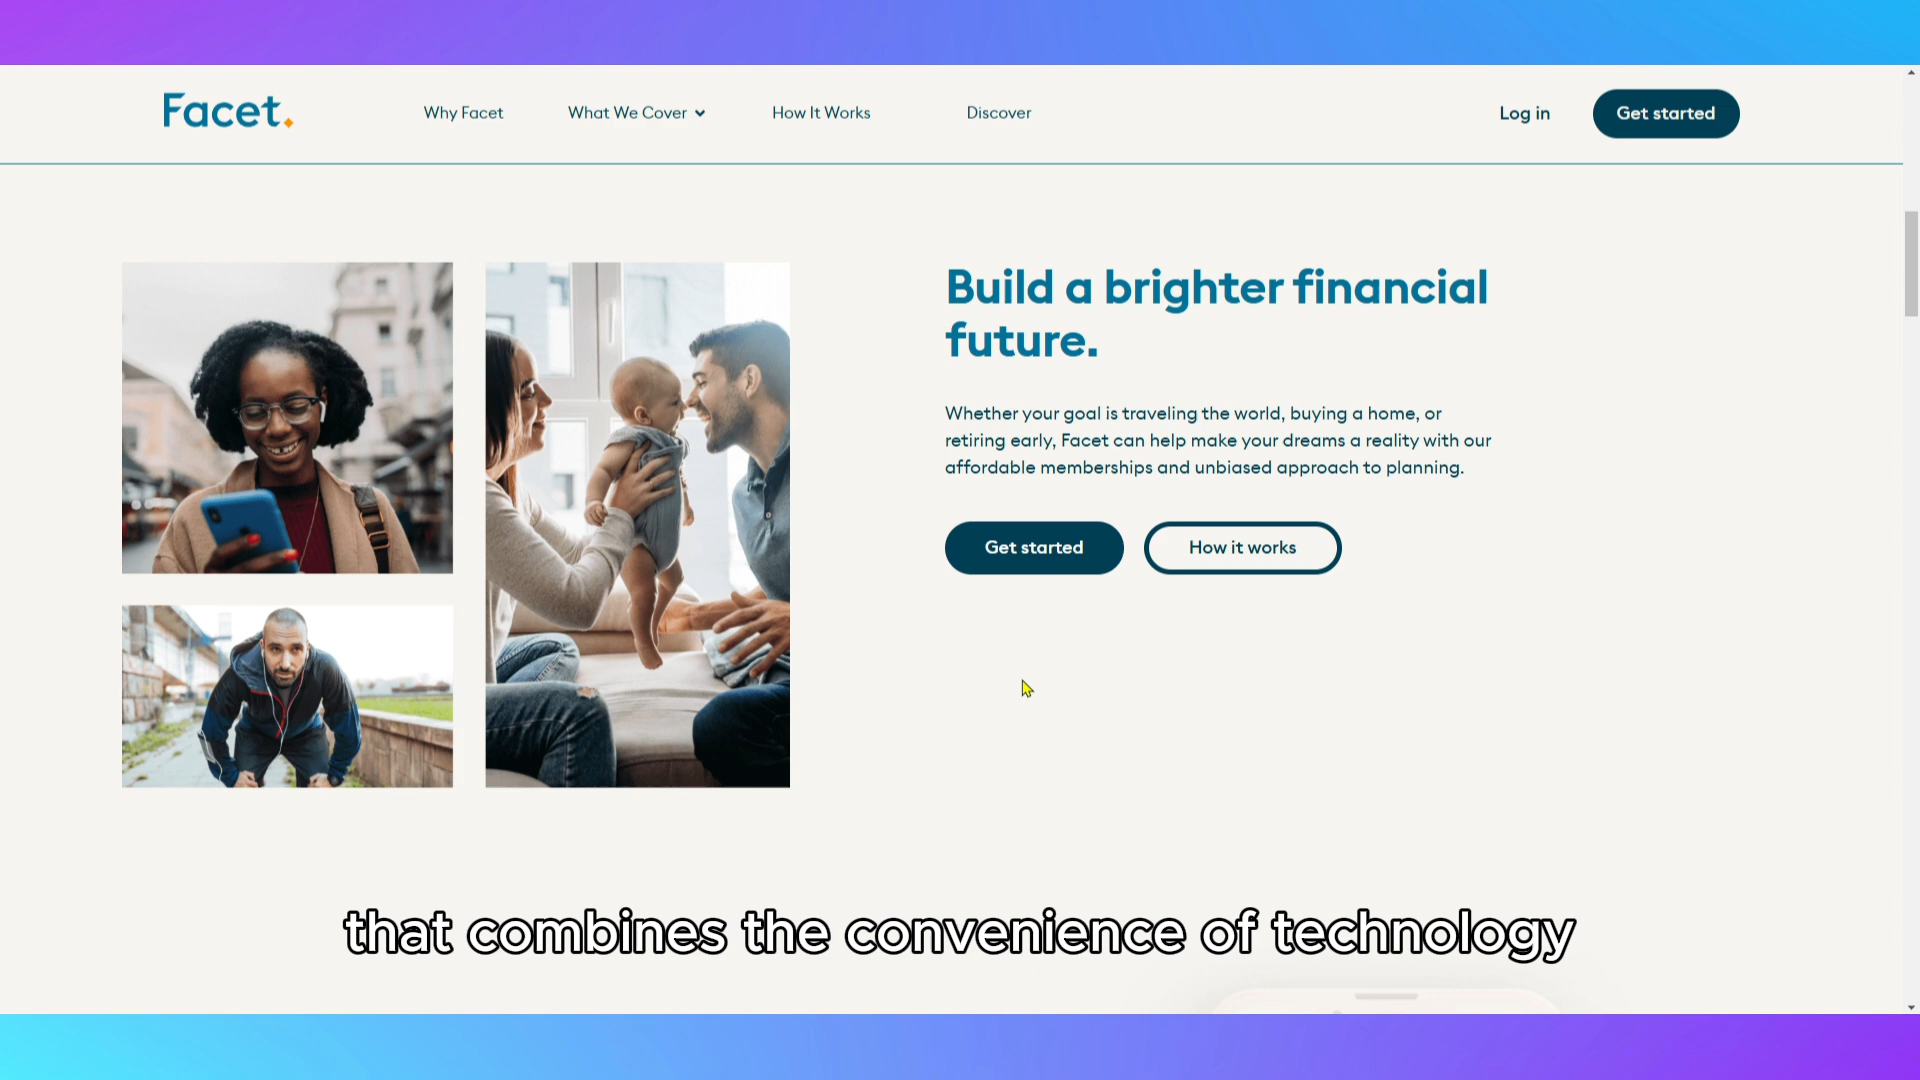 Facet.
Why Facet
What We Cover
How It Works
Discover
Log in
Get started
Build a brighter financial
future.
Whether your goal is traveling the world, buying a home, or
retiring early, Facet can help make your dreams a reality with our
affordable memberships and unbiased approach to planning.
Get started
How it works
that combines the convenience of technology